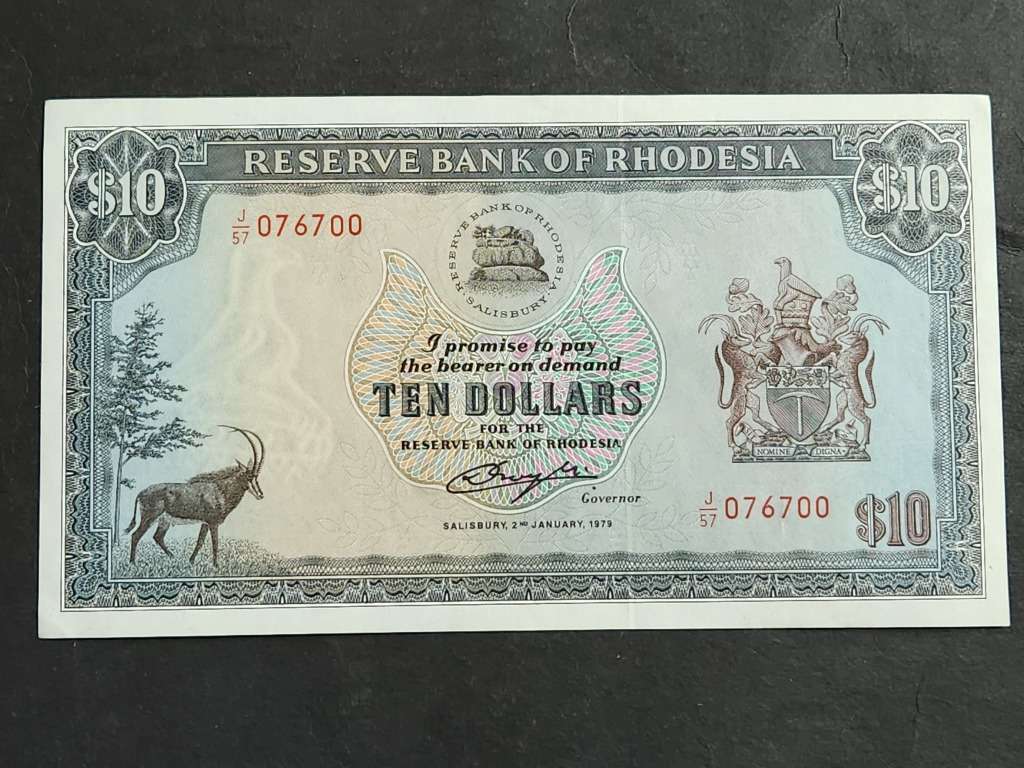 RESERVE BANK OF RHODESIA
$10
$10
J/57 076700
RESERVE BANK OF RHODESIA · SALISBURY ·
I promise to pay
the bearer on demand
TEN DOLLARS
FOR THE
RESERVE BANK OF RHODESIA
Governor
SALISBURY, 2ND JANUARY, 1979
NOMINE DIGNA
J/57 076700
$10